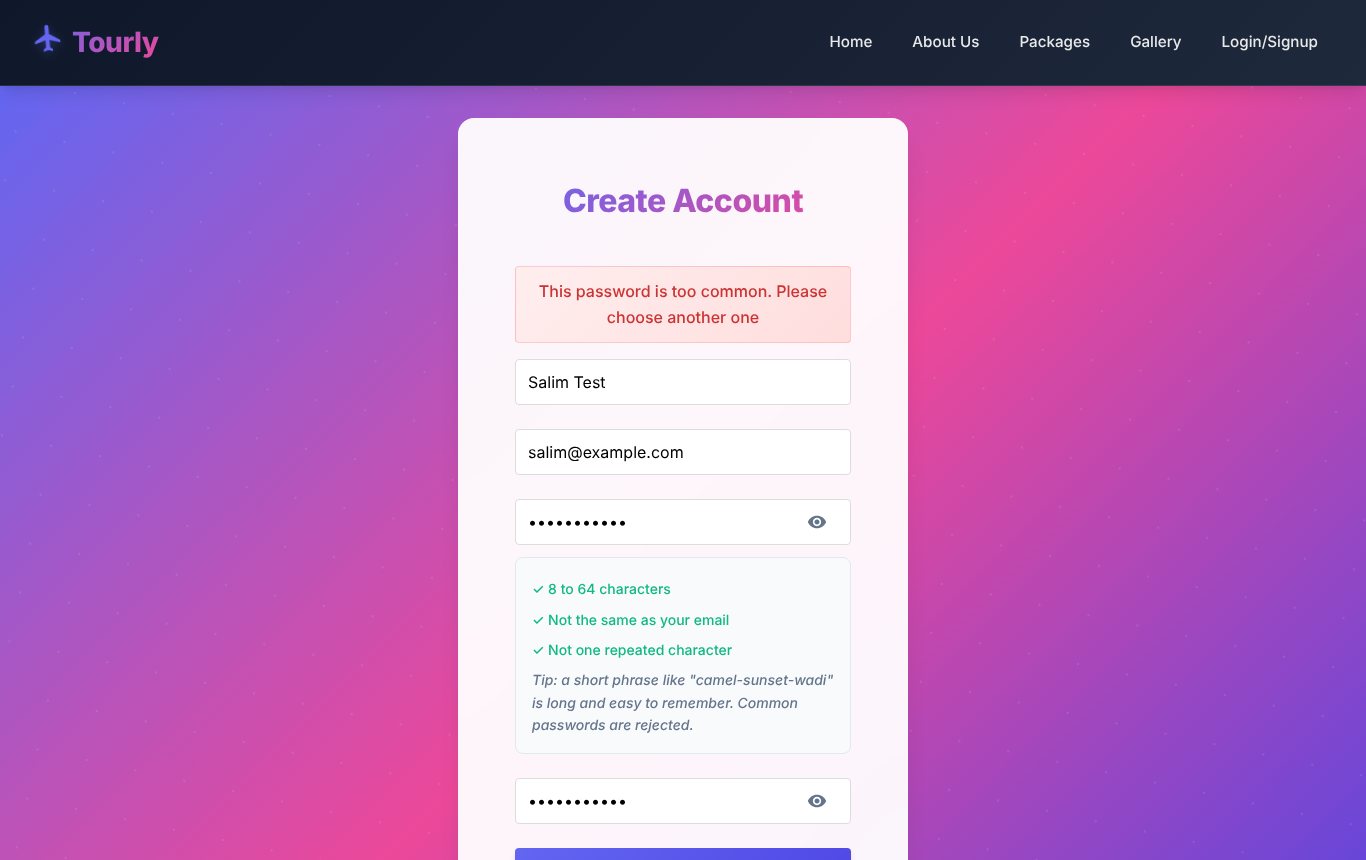 Tourly
Home
About Us
Packages
Gallery
Login/Signup
Create Account
This password is too common. Please
choose another one
Salim Test
salim@example.com
•••••••••••
✓ 8 to 64 characters
✓ Not the same as your email
✓ Not one repeated character
Tip: a short phrase like "camel-sunset-wadi"
is long and easy to remember. Common
passwords are rejected.
•••••••••••